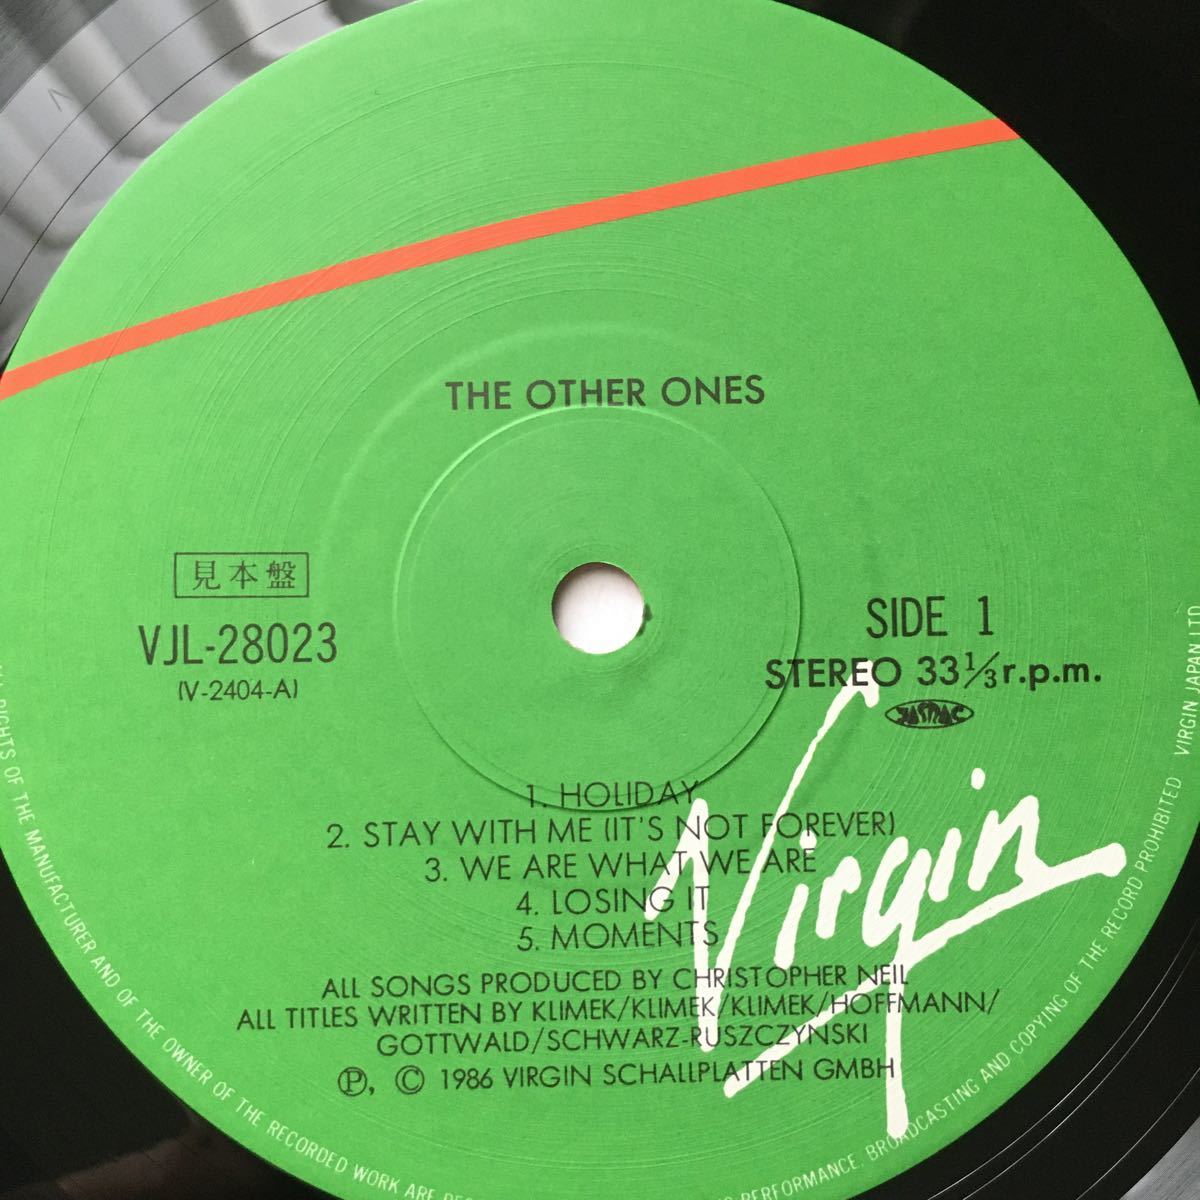 THE OTHER ONES
見本盤
VJL-28023
(V-2404-A)
SIDE 1
STEREO 33 1/3 r.p.m.
JASRAC
1. HOLIDAY
2. STAY WITH ME (IT'S NOT FOREVER)
3. WE ARE WHAT WE ARE
4. LOSING IT
5. MOMENTS
Virgin
ALL SONGS PRODUCED BY CHRISTOPHER NEIL
ALL TITLES WRITTEN BY KLIMEK/KLIMEK/KLIMEK/HOFFMANN/
GOTTWALD/SCHWARZ-RUSZCZYNSKI
Ⓟ, © 1986 VIRGIN SCHALLPLATTEN GMBH
RIGHTS OF THE MANUFACTURER AND OF THE OWNER OF THE RECORDED WORK ARE
PERFORMANCE, BROADCASTING AND COPYING OF THE RECORD PROHIBITED VIRGIN JAPAN LTD.